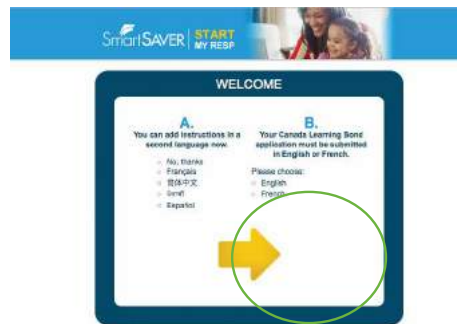 SmartSAVER
START
MY RESP
WELCOME
A.
You can add instructions in a
second language now.
No, thanks
Français
简体中文
Español
B.
Your Canada Learning Bond
application must be submitted
in English or French.
Please choose:
English
French